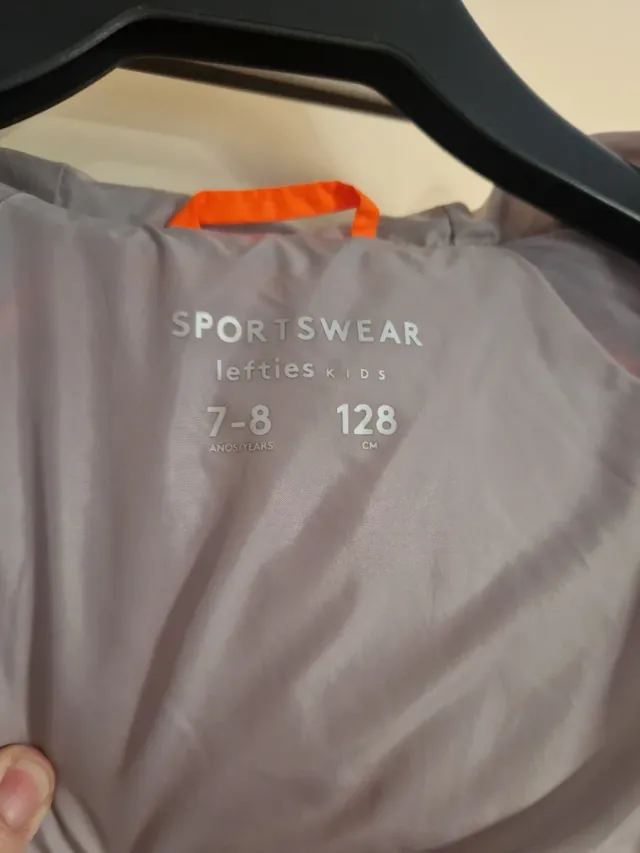 SPORTSWEAR
lefties KIDS
7-8 128
AÑOS/YEARS CM